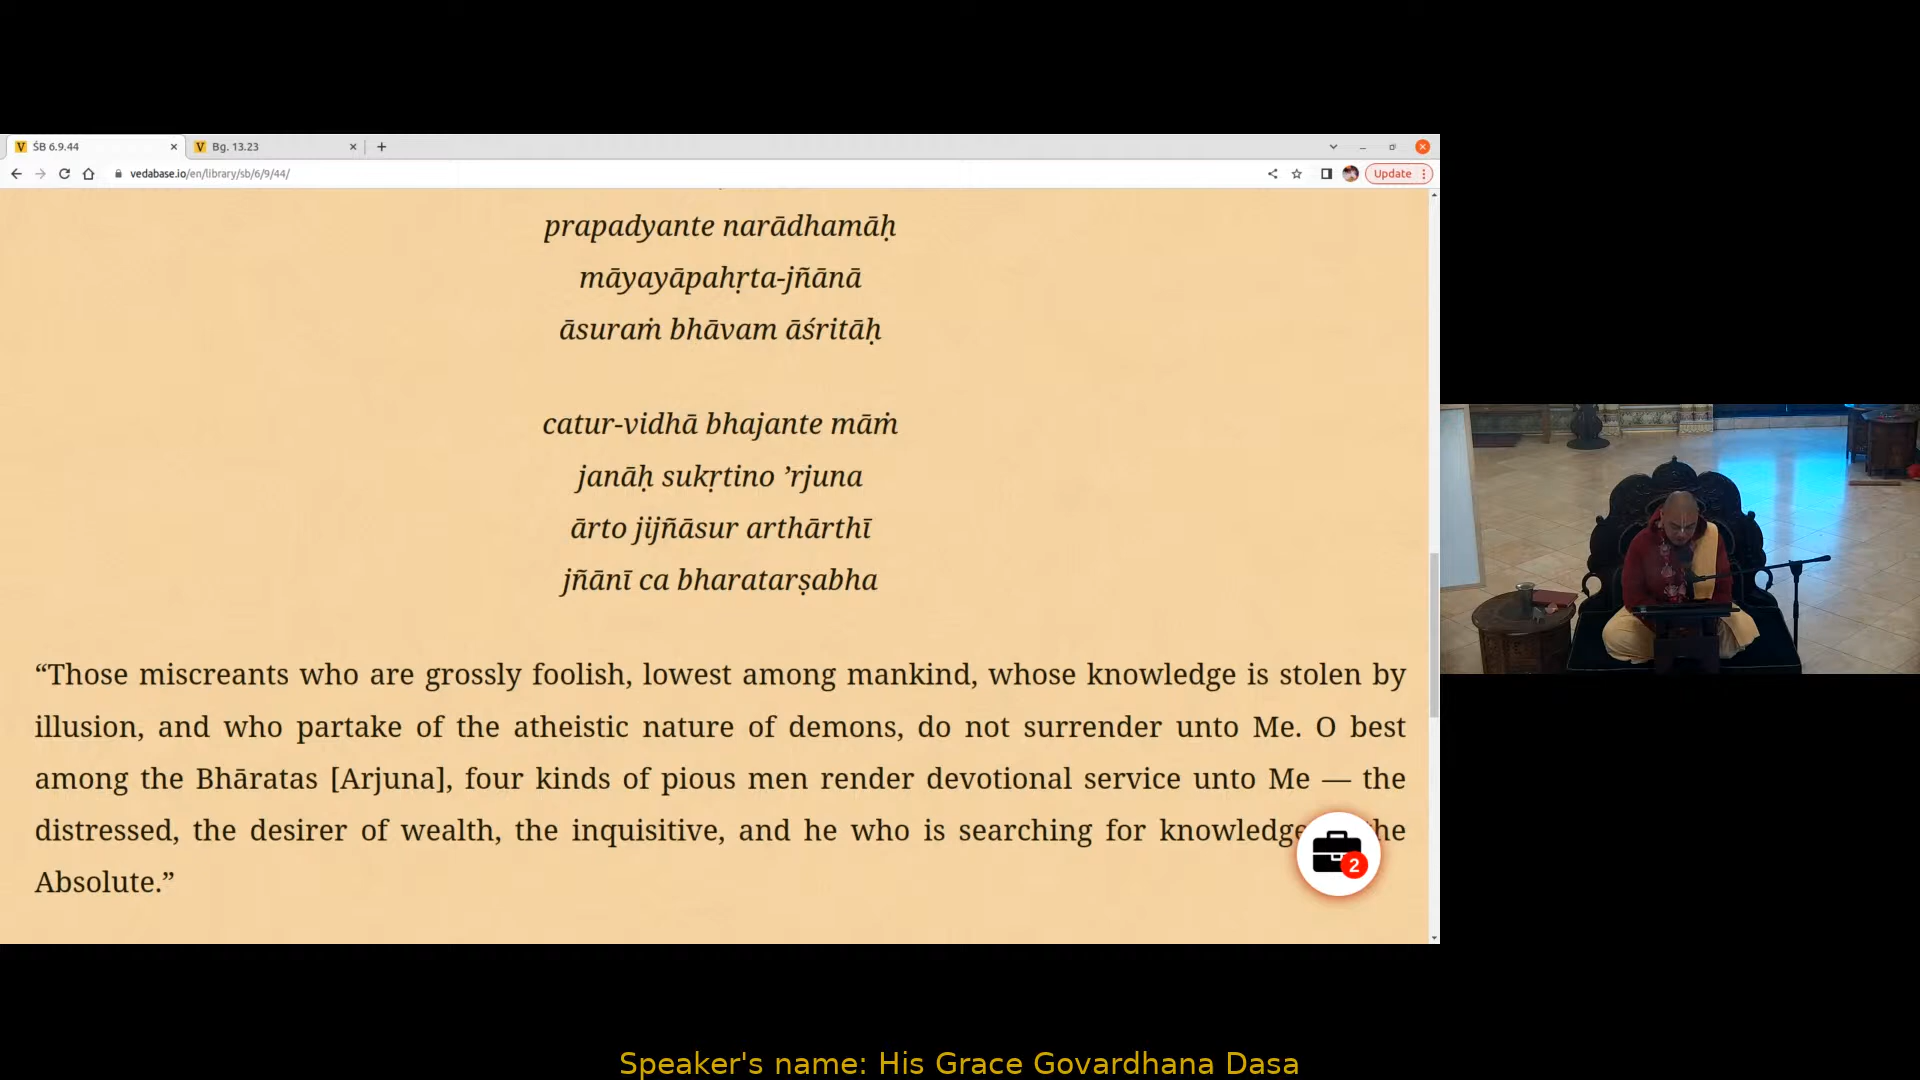 ŚB 6.9.44
Bg. 13.23
vedabase.io/en/library/sb/6/9/44/
Update
prapadyante narādhamāḥ
māyayāpahṛta-jñānā
āsuraṁ bhāvam āśritāḥ
catur-vidhā bhajante māṁ
janāḥ sukṛtino ’rjuna
ārto jijñāsur arthārthī
jñānī ca bharatarṣabha
“Those miscreants who are grossly foolish, lowest among mankind, whose knowledge is stolen by
illusion, and who partake of the atheistic nature of demons, do not surrender unto Me. O best
among the Bhāratas [Arjuna], four kinds of pious men render devotional service unto Me — the
distressed, the desirer of wealth, the inquisitive, and he who is searching for knowledge the
Absolute.”
2
Speaker's name: His Grace Govardhana Dasa